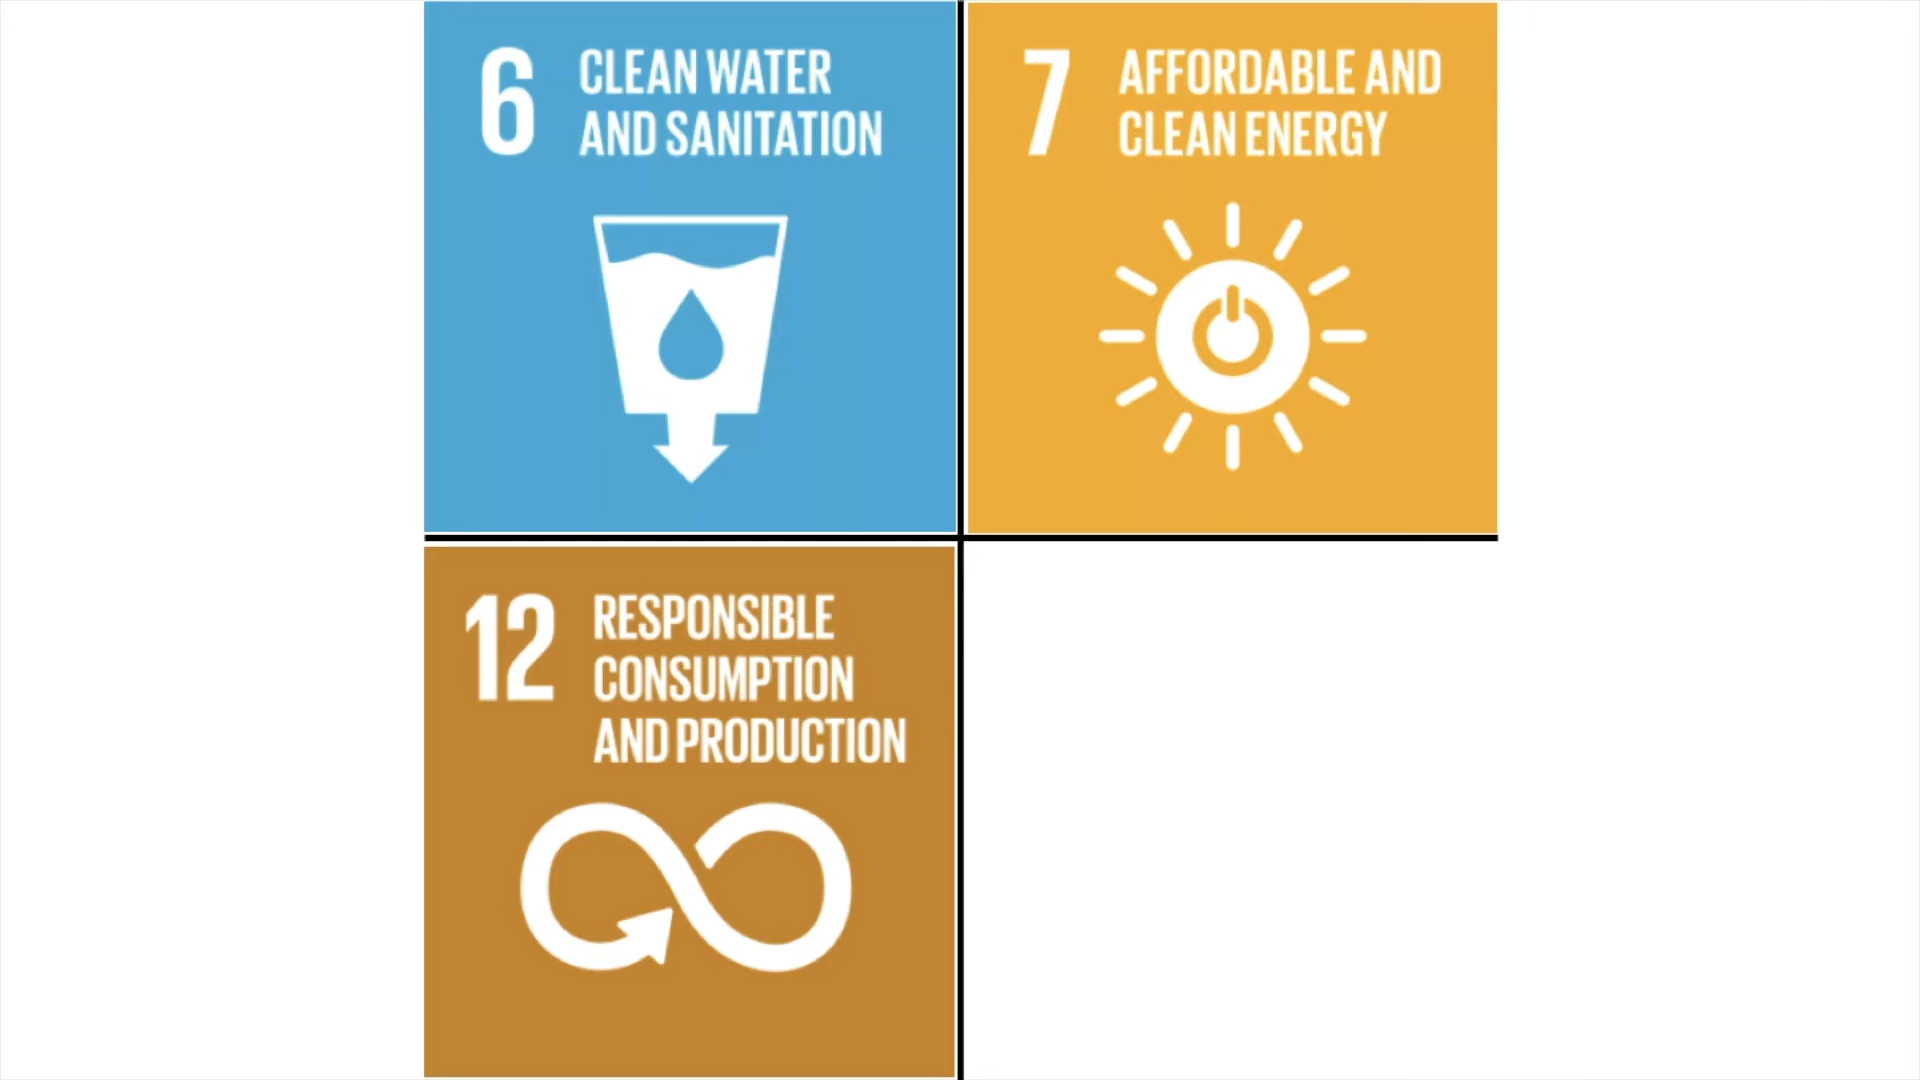 6
CLEAN WATER
AND SANITATION
7
AFFORDABLE AND
CLEAN ENERGY
12
RESPONSIBLE
CONSUMPTION
AND PRODUCTION